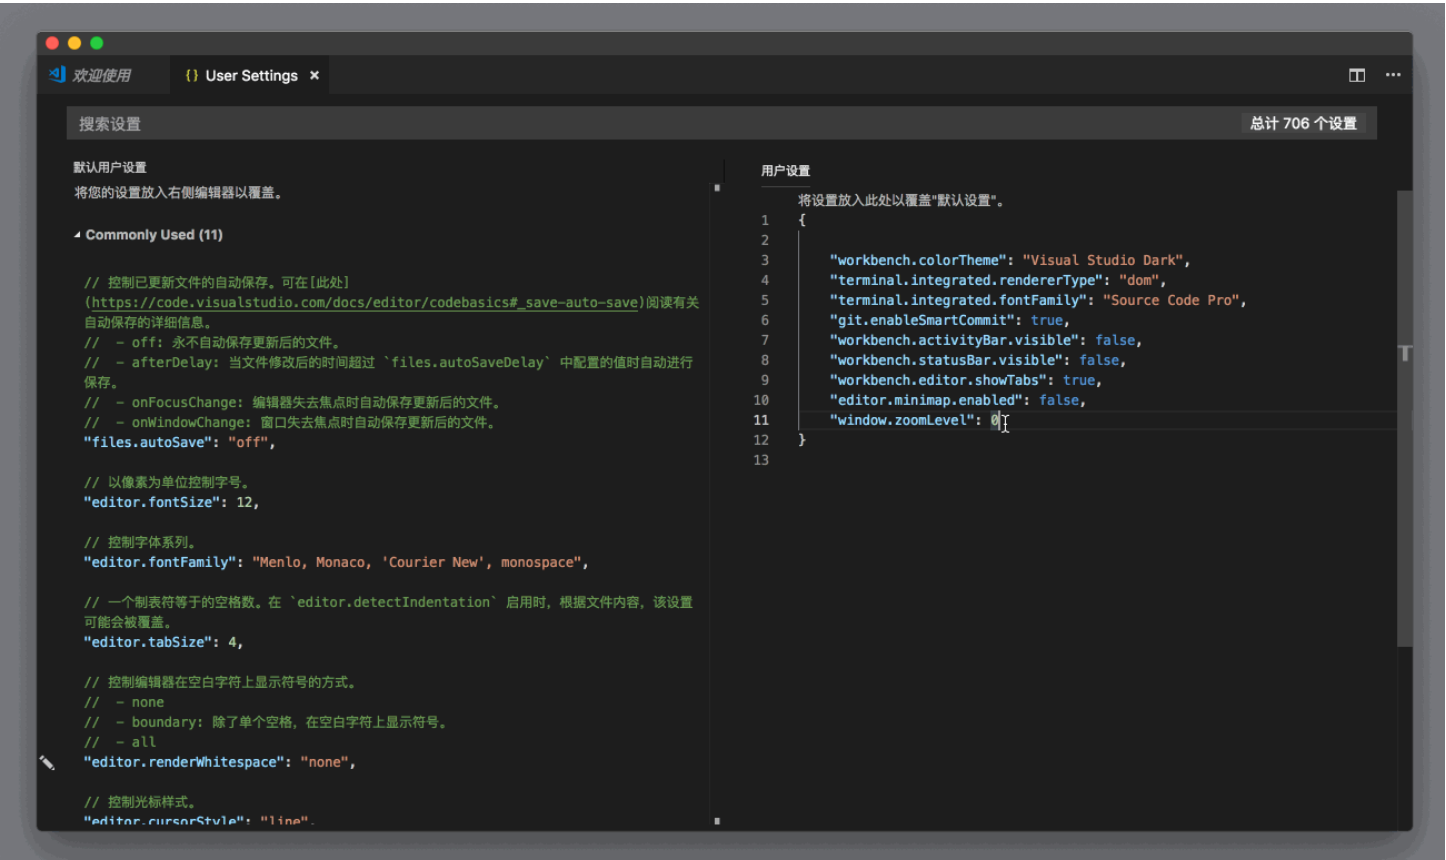 欢迎使用
{} User Settings ×
搜索设置
总计 706 个设置
默认用户设置
将您的设置放入右侧编辑器以覆盖。
Commonly Used (11)
// 控制已更新文件的自动保存。可在[此处]
(https://code.visualstudio.com/docs/editor/codebasics#_save-auto-save)阅读有关
自动保存的详细信息。
//  - off: 永不自动保存更新后的文件。
//  - afterDelay: 当文件修改后的时间超过 `files.autoSaveDelay` 中配置的值时自动进行
保存。
//  - onFocusChange: 编辑器失去焦点时自动保存更新后的文件。
//  - onWindowChange: 窗口失去焦点时自动保存更新后的文件。
"files.autoSave": "off",
// 以像素为单位控制字号。
"editor.fontSize": 12,
// 控制字体系列。
"editor.fontFamily": "Menlo, Monaco, 'Courier New', monospace",
// 一个制表符等于的空格数。在 `editor.detectIndentation` 启用时，根据文件内容，该设置
可能会被覆盖。
"editor.tabSize": 4,
// 控制编辑器在空白字符上显示符号的方式。
//  - none
//  - boundary: 除了单个空格，在空白字符上显示符号。
//  - all
"editor.renderWhitespace": "none",
// 控制光标样式。
"editor.cursorStyle": "line",
用户设置
将设置放入此处以覆盖"默认设置"。
1 {
2
3 "workbench.colorTheme": "Visual Studio Dark",
4 "terminal.integrated.rendererType": "dom",
5 "terminal.integrated.fontFamily": "Source Code Pro",
6 "git.enableSmartCommit": true,
7 "workbench.activityBar.visible": false,
8 "workbench.statusBar.visible": false,
9 "workbench.editor.showTabs": true,
10 "editor.minimap.enabled": false,
11 "window.zoomLevel": 0
12 }
13